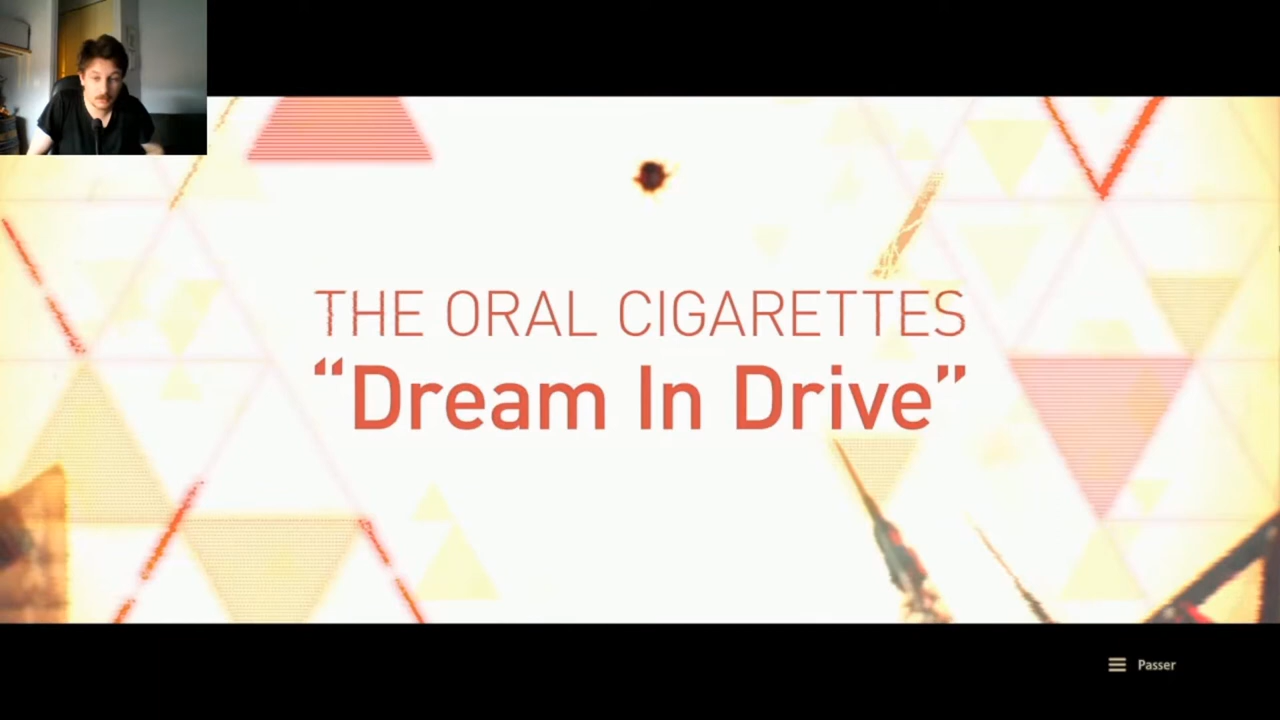 THE ORAL CIGARETTES
“Dream In Drive”
Passer